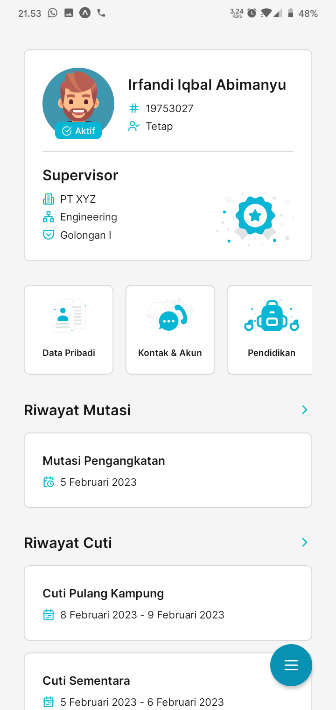 21.53
3,24
KB/s
48%
Irfandi Iqbal Abimanyu
19753027
Tetap
Aktif
Supervisor
PT XYZ
Engineering
Golongan I
Data Pribadi
Kontak & Akun
Pendidikan
Riwayat Mutasi
Mutasi Pengangkatan
5 Februari 2023
Riwayat Cuti
Cuti Pulang Kampung
8 Februari 2023 - 9 Februari 2023
Cuti Sementara
5 Februari 2023 - 6 Februari 2023